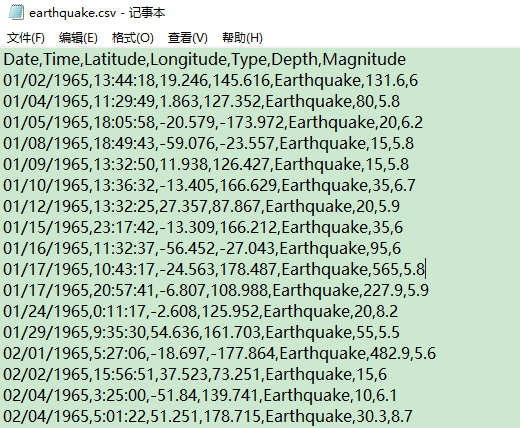 earthquake.csv - 记事本
文件(F) 编辑(E) 格式(O) 查看(V) 帮助(H)
Date,Time,Latitude,Longitude,Type,Depth,Magnitude
01/02/1965,13:44:18,19.246,145.616,Earthquake,131.6,6
01/04/1965,11:29:49,1.863,127.352,Earthquake,80,5.8
01/05/1965,18:05:58,-20.579,-173.972,Earthquake,20,6.2
01/08/1965,18:49:43,-59.076,-23.557,Earthquake,15,5.8
01/09/1965,13:32:50,11.938,126.427,Earthquake,15,5.8
01/10/1965,13:36:32,-13.405,166.629,Earthquake,35,6.7
01/12/1965,13:32:25,27.357,87.867,Earthquake,20,5.9
01/15/1965,23:17:42,-13.309,166.212,Earthquake,35,6
01/16/1965,11:32:37,-56.452,-27.043,Earthquake,95,6
01/17/1965,10:43:17,-24.563,178.487,Earthquake,565,5.8
01/17/1965,20:57:41,-6.807,108.988,Earthquake,227.9,5.9
01/24/1965,0:11:17,-2.608,125.952,Earthquake,20,8.2
01/29/1965,9:35:30,54.636,161.703,Earthquake,55,5.5
02/01/1965,5:27:06,-18.697,-177.864,Earthquake,482.9,5.6
02/02/1965,15:56:51,37.523,73.251,Earthquake,15,6
02/04/1965,3:25:00,-51.84,139.741,Earthquake,10,6.1
02/04/1965,5:01:22,51.251,178.715,Earthquake,30.3,8.7